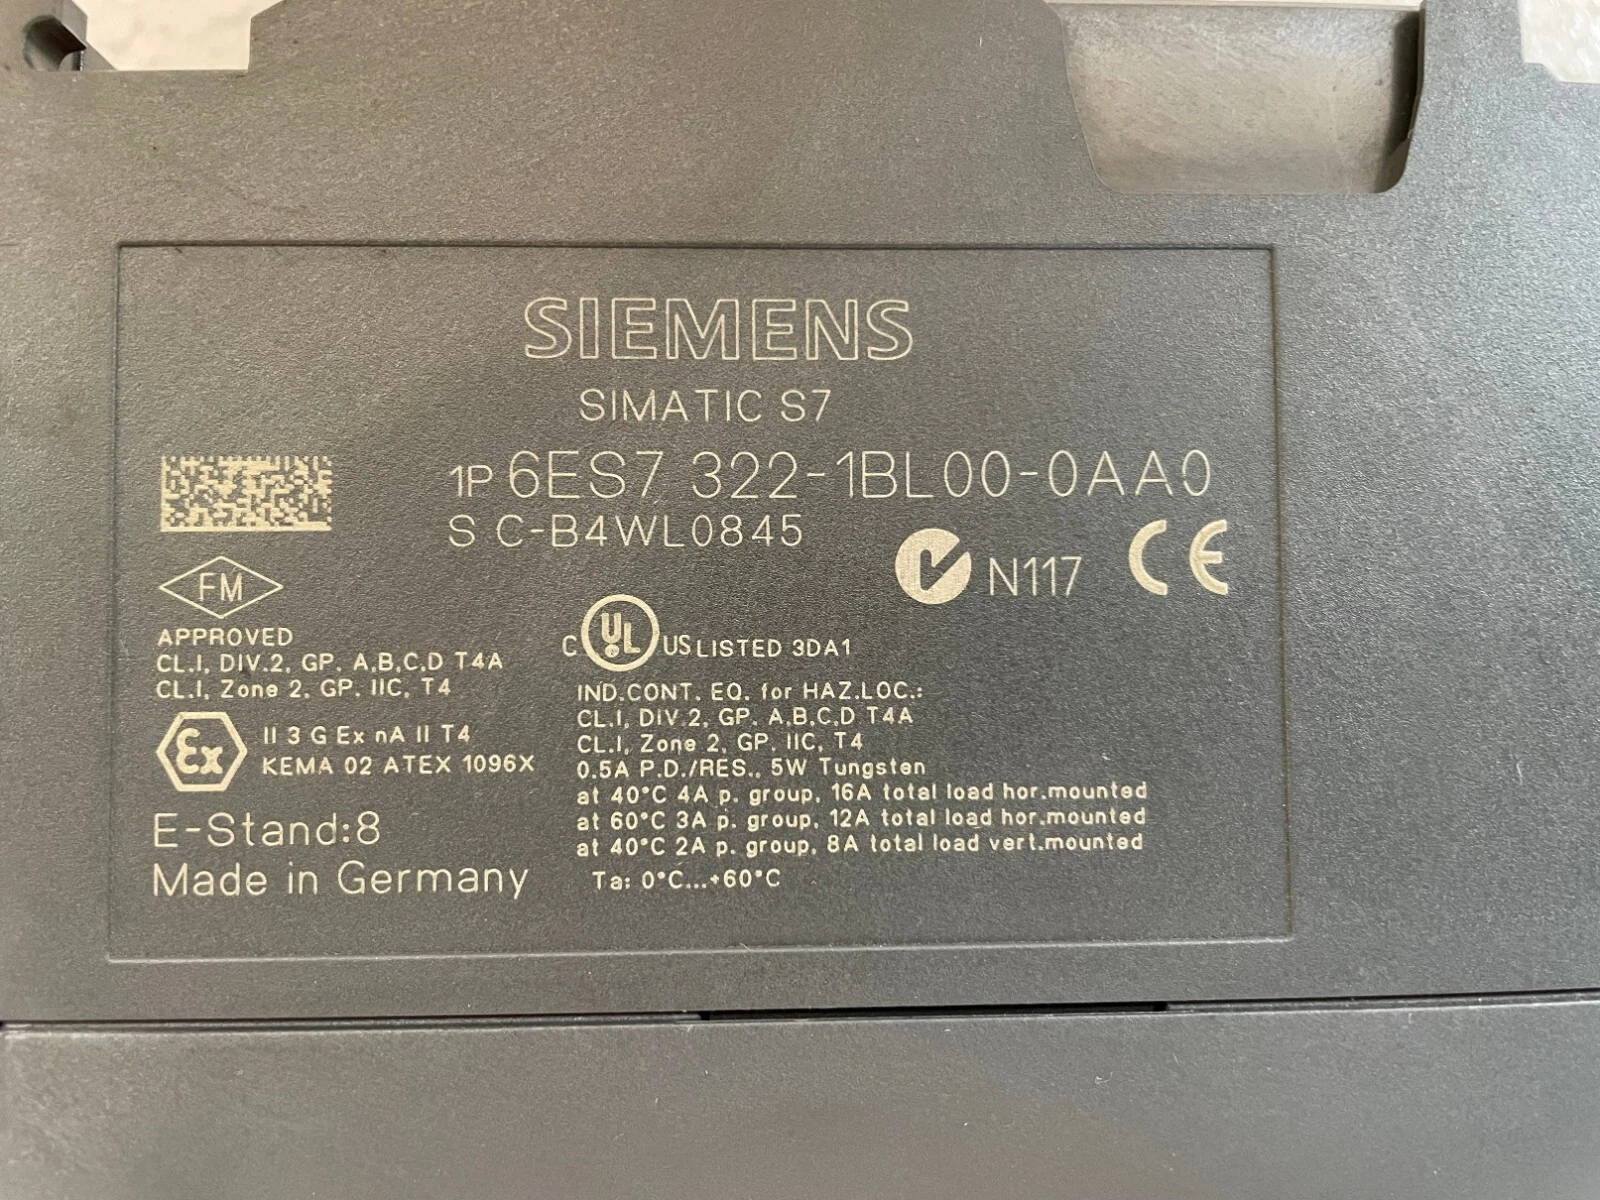 SIEMENS
SIMATIC S7
1P 6ES7 322-1BL00-0AA0
S C-B4WL0845
N117 CE
FM
APPROVED
CL.I, DIV.2, GP. A,B,C,D T4A
CL.I, Zone 2, GP. IIC, T4
Ex II 3 G Ex nA II T4
KEMA 02 ATEX 1096X
E-Stand:8
Made in Germany
C UL US LISTED 3DA1
IND.CONT. EQ. for HAZ.LOC.:
CL.I, DIV.2, GP. A,B,C,D T4A
CL.I, Zone 2, GP. IIC, T4
0.5A P.D./RES., 5W Tungsten
at 40°C 4A p. group, 16A total load hor.mounted
at 60°C 3A p. group, 12A total load hor.mounted
at 40°C 2A p. group, 8A total load vert.mounted
Ta: 0°C...+60°C